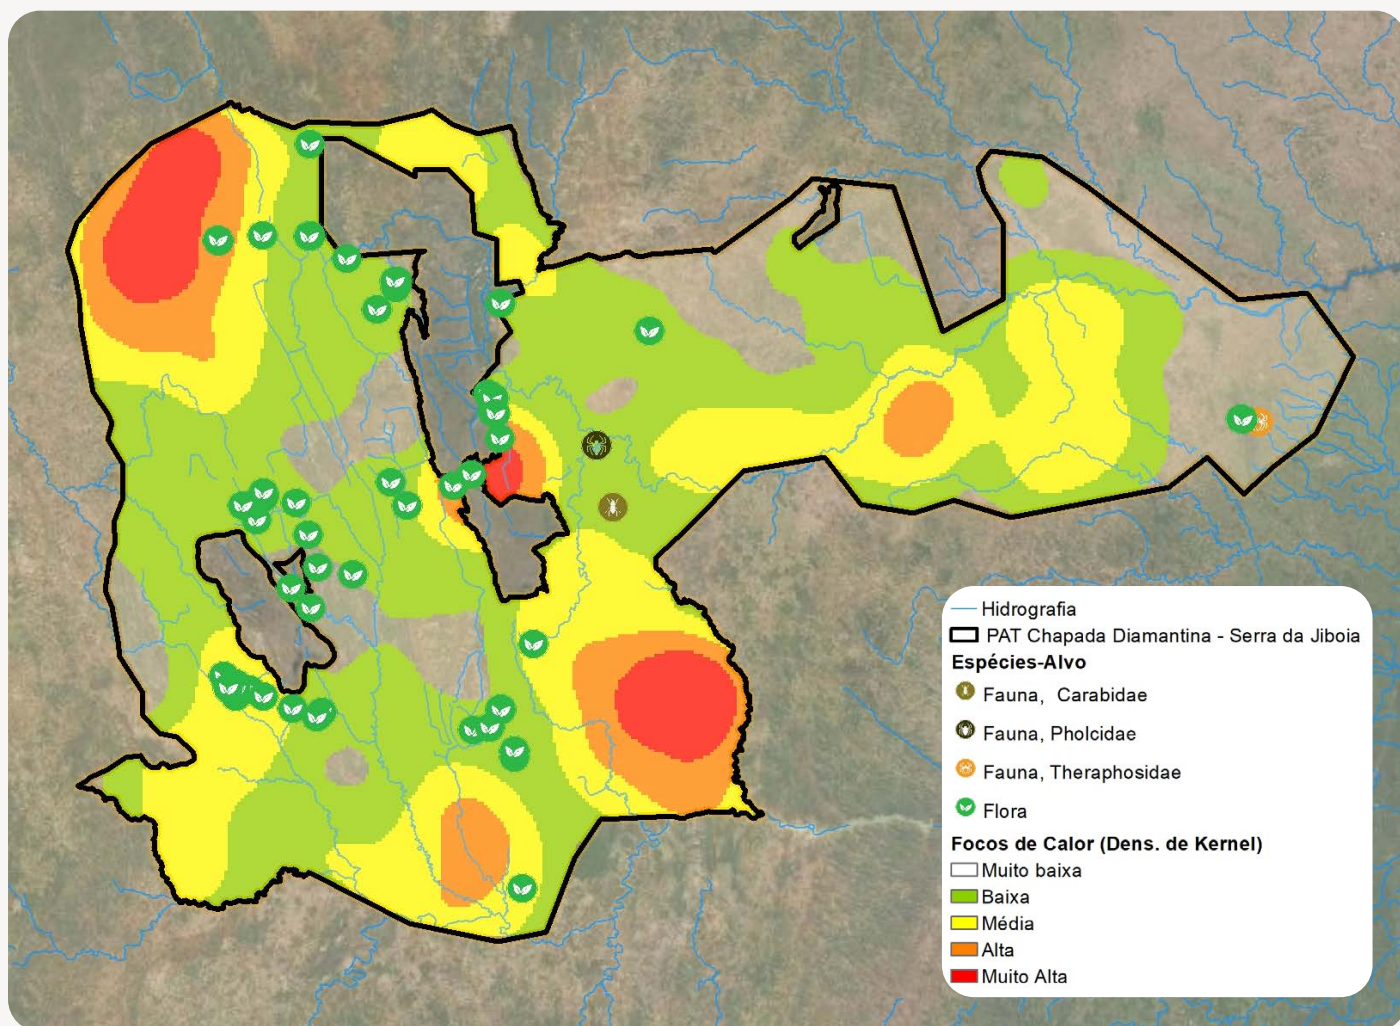 Hidrografia
PAT Chapada Diamantina - Serra da Jiboia
Espécies-Alvo
Fauna, Carabidae
Fauna, Pholcidae
Fauna, Theraphosidae
Flora
Focos de Calor (Dens. de Kernel)
Muito baixa
Baixa
Média
Alta
Muito Alta